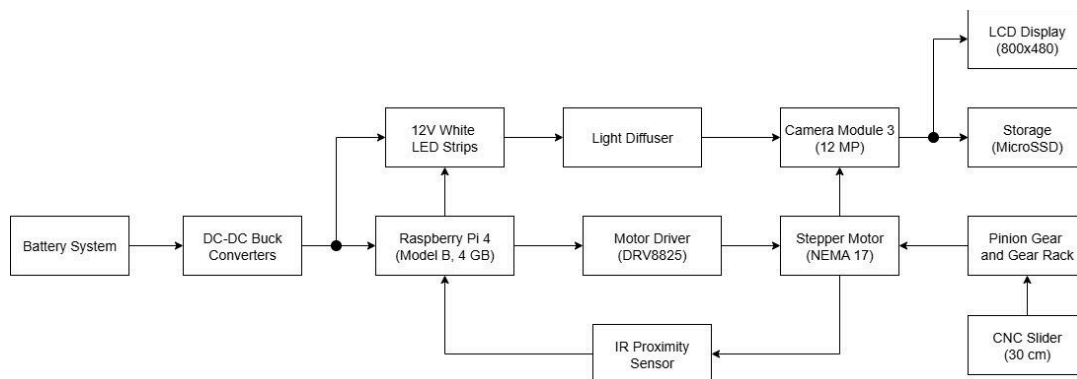 LCD Display
(800x480)
12V White
LED Strips
Light Diffuser
Camera Module 3
(12 MP)
Storage
(MicroSSD)
Battery System
DC-DC Buck
Converters
Raspberry Pi 4
(Model B, 4 GB)
Motor Driver
(DRV8825)
Stepper Motor
(NEMA 17)
Pinion Gear
and Gear Rack
IR Proximity
Sensor
CNC Slider
(30 cm)